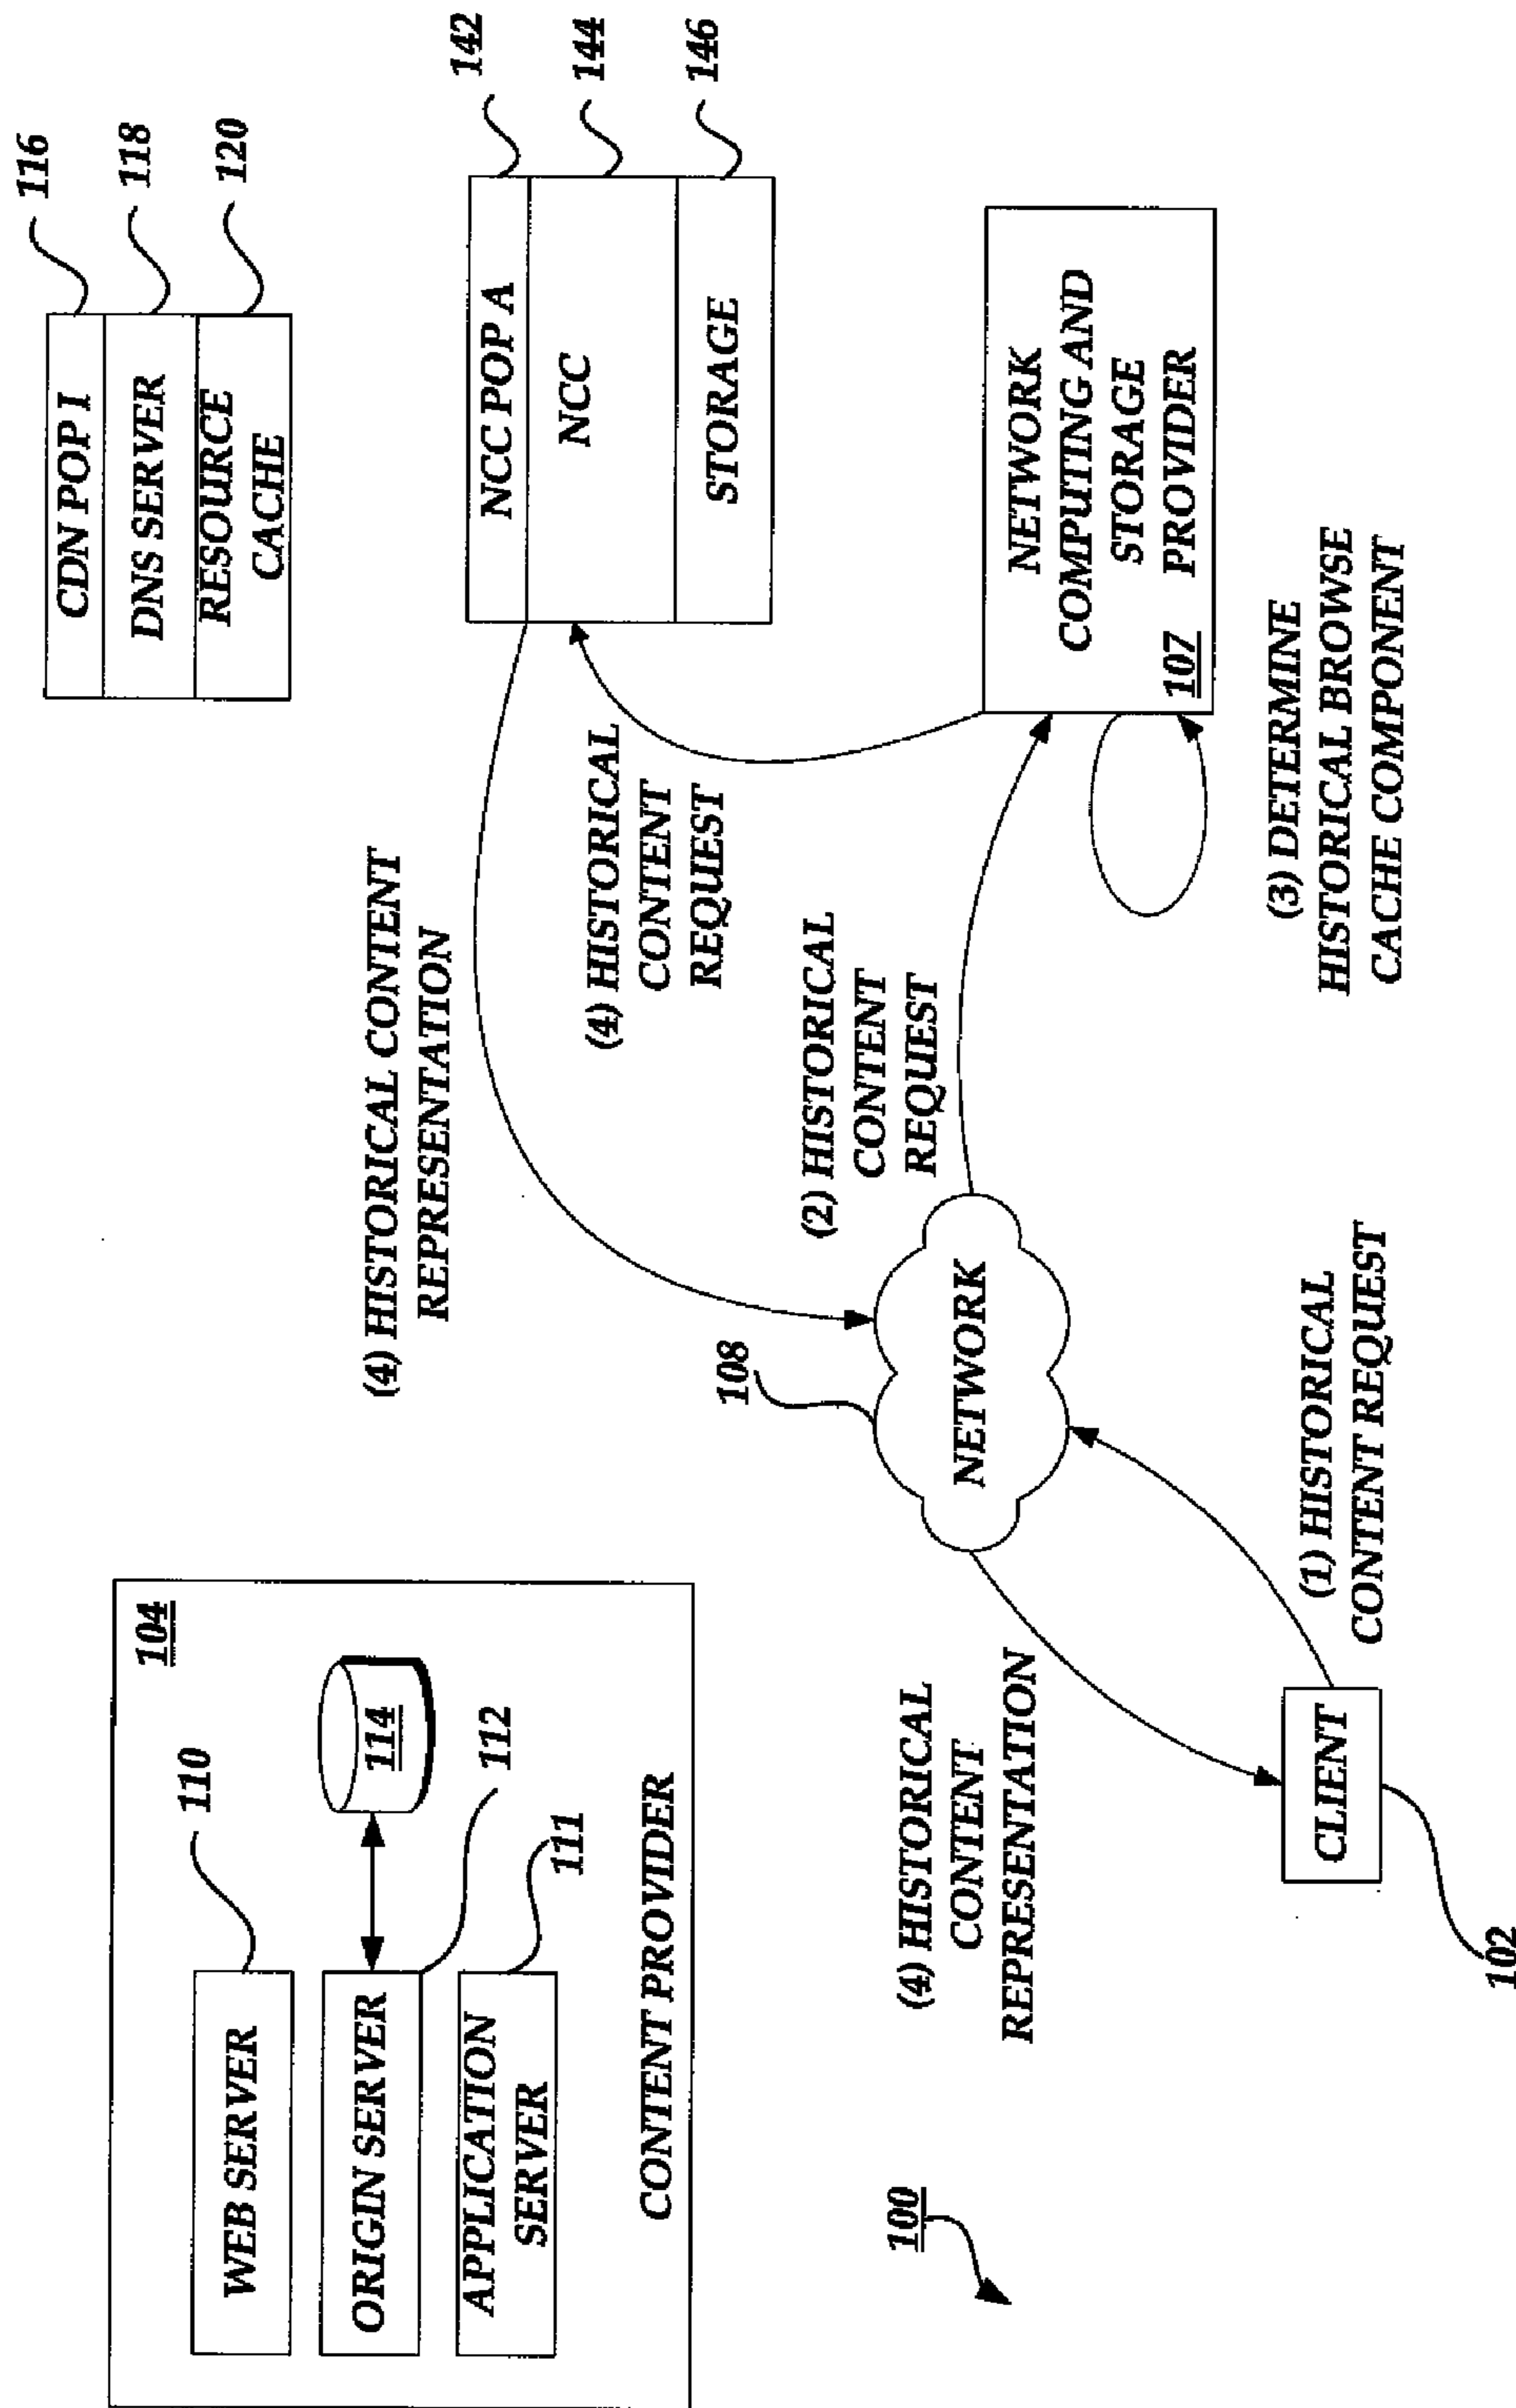 104
110
WEB SERVER
114
ORIGIN SERVER
112
APPLICATION
SERVER
111
CONTENT PROVIDER
116
CDN POP I
118
DNS SERVER
120
RESOURCE
CACHE
(4) HISTORICAL CONTENT
REPRESENTATION
142
NCC POP A
144
NCC
146
STORAGE
(4) HISTORICAL
CONTENT
REQUEST
108
NETWORK
(2) HISTORICAL
CONTENT
REQUEST
NETWORK
COMPUTING AND
STORAGE
PROVIDER
107
(4) HISTORICAL
CONTENT
REPRESENTATION
100
(3) DETERMINE
HISTORICAL BROWSE
CACHE COMPONENT
(1) HISTORICAL
CONTENT REQUEST
CLIENT
102